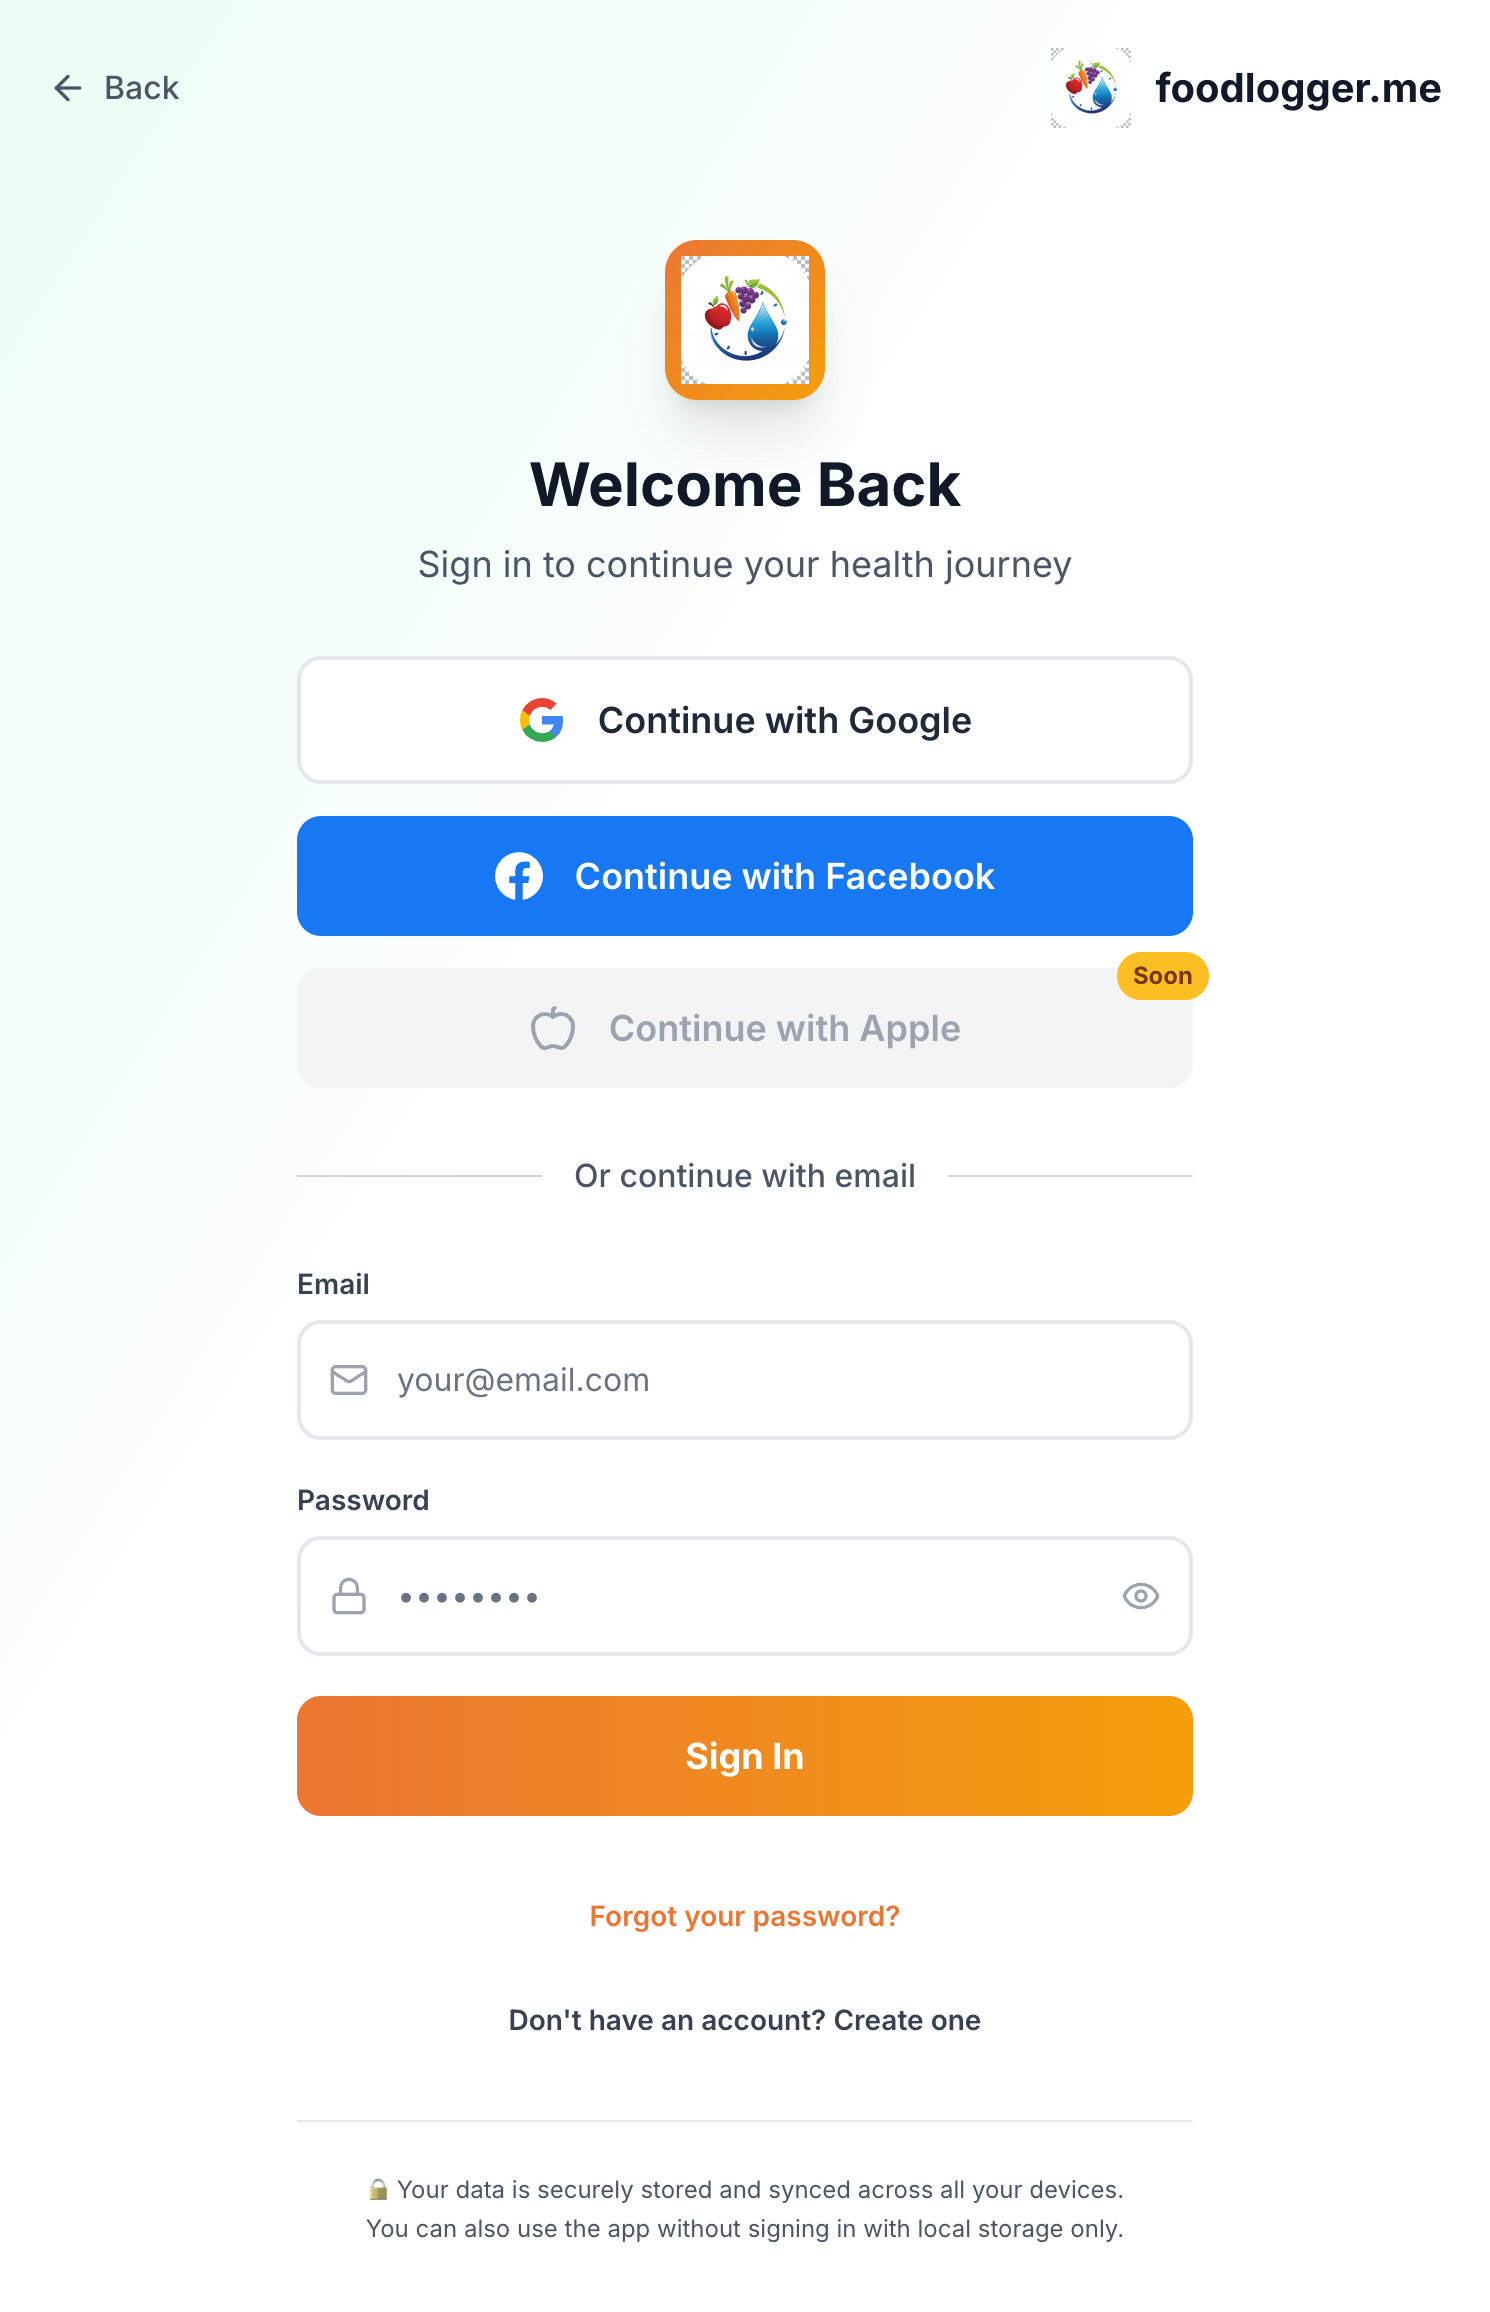 Back
foodlogger.me
Welcome Back
Sign in to continue your health journey
Continue with Google
Continue with Facebook
Soon
Continue with Apple
Or continue with email
Email
your@email.com
Password
••••••••
Sign In
Forgot your password?
Don't have an account? Create one
🔒 Your data is securely stored and synced across all your devices.
You can also use the app without signing in with local storage only.